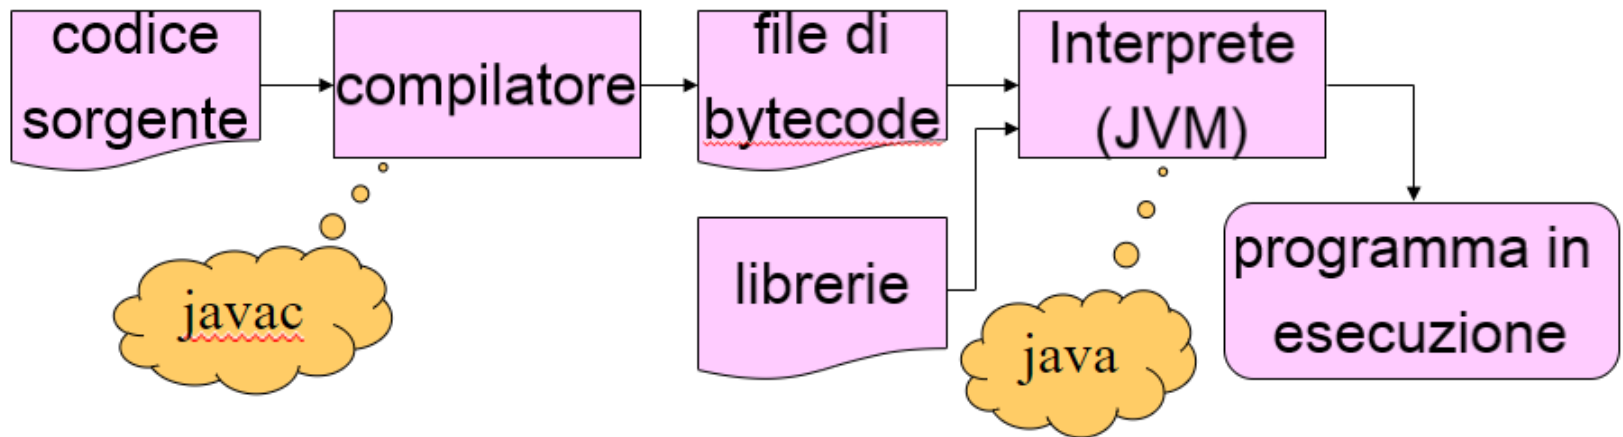 codice
sorgente
compilatore
file di
bytecode
Interprete
(JVM)
javac
librerie
java
programma in
esecuzione